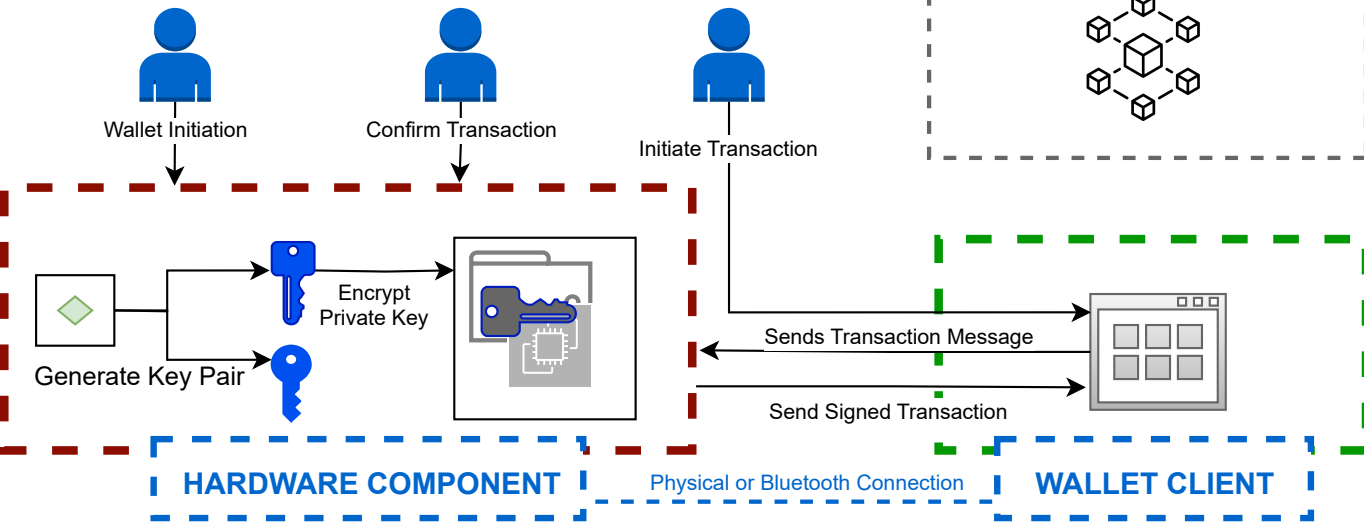 Wallet Initiation
Confirm Transaction
Initiate Transaction
Encrypt
Private Key
Generate Key Pair
Sends Transaction Message
Send Signed Transaction
HARDWARE COMPONENT
Physical or Bluetooth Connection
WALLET CLIENT